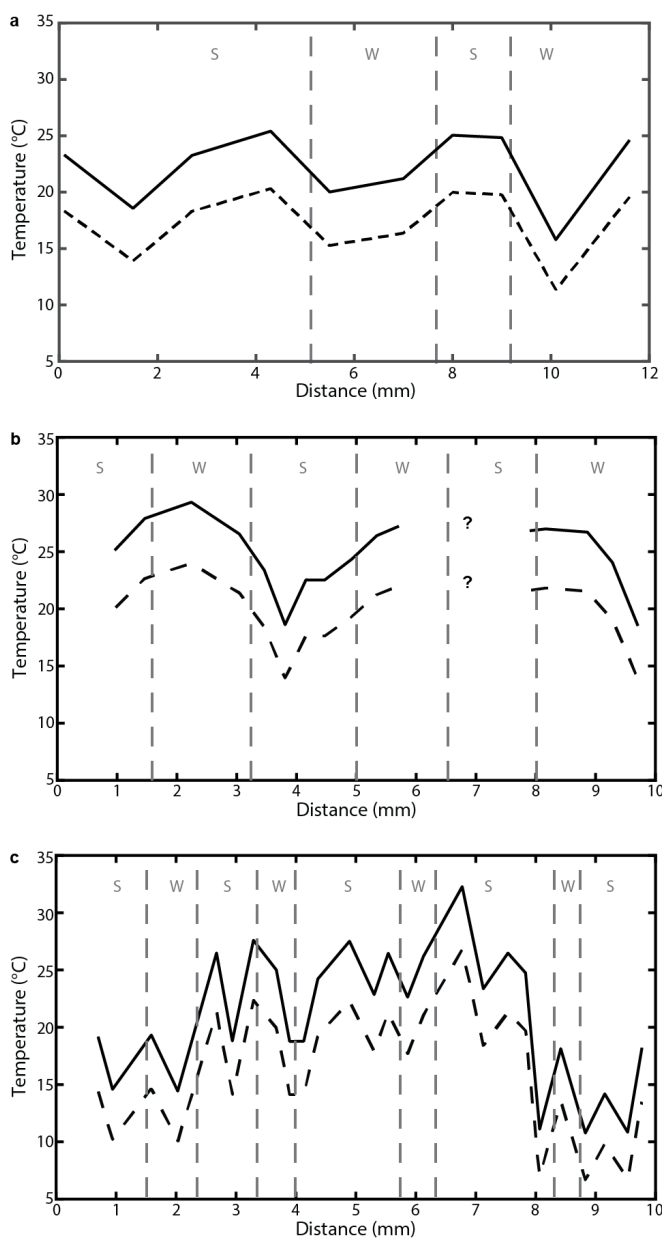 a
35
30
25
20
15
10
5
Temperature (°C)
S W S W
0 2 4 6 8 10 12
Distance (mm)
b
35
30
25
20
15
10
5
Temperature (°C)
S W S W S W
?
?
0 1 2 3 4 5 6 7 8 9 10
Distance (mm)
c
35
30
25
20
15
10
5
Temperature (°C)
S W S W S W S W S
0 1 2 3 4 5 6 7 8 9 10
Distance (mm)